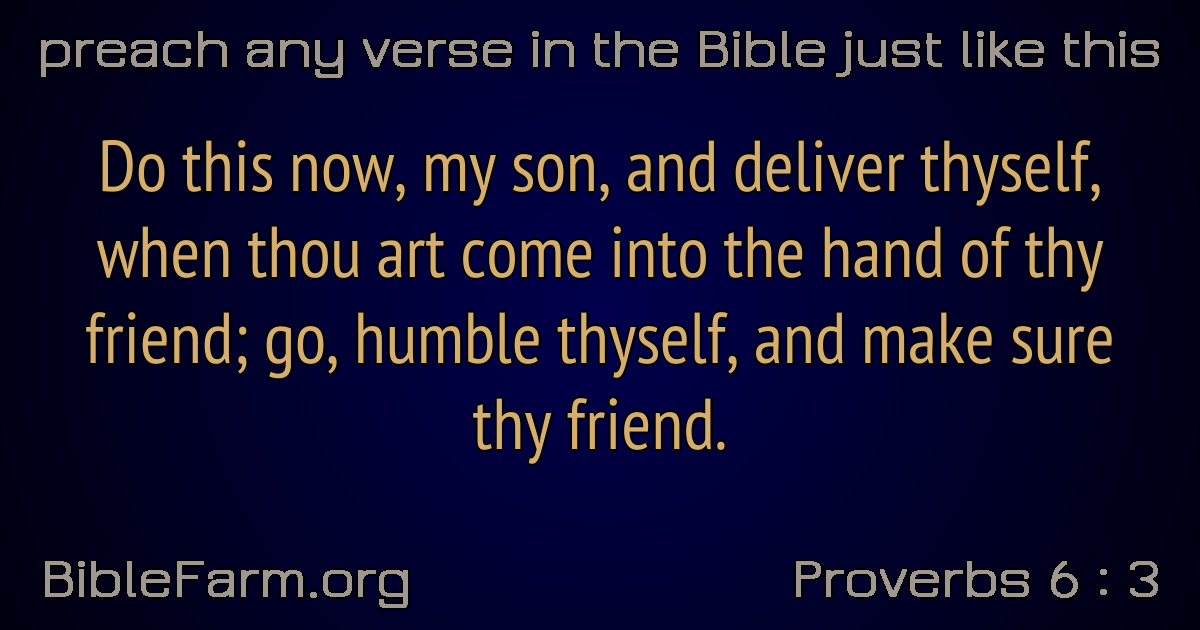 preach any verse in the Bible just like this
Do this now, my son, and deliver thyself,
when thou art come into the hand of thy
friend; go, humble thyself, and make sure
thy friend.
BibleFarm.org
Proverbs 6 : 3